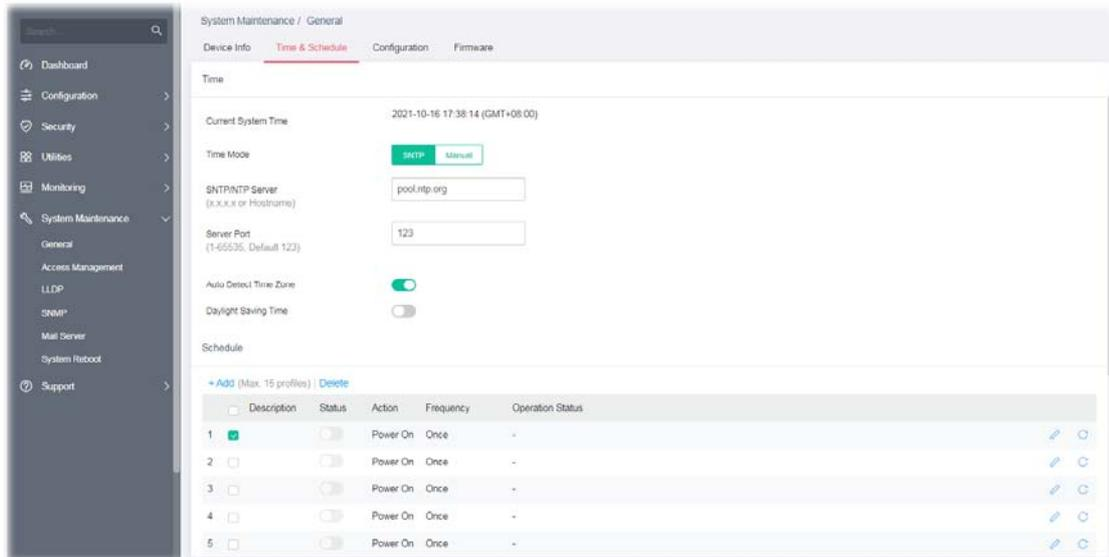 Search...
Dashboard
Configuration
Security
Utilities
Monitoring
System Maintenance
General
Access Management
LLDP
SNMP
Mail Server
System Reboot
Support
System Maintenance / General
Device Info Time & Schedule Configuration Firmware
Time
Current System Time 2021-10-16 17:38:14 (GMT+08:00)
Time Mode SNTP Manual
SNTP/NTP Server pool.ntp.org
(x.x.x.x or Hostname)
Server Port 123
(1-65535, Default 123)
Auto Detect Time Zone
Daylight Saving Time
Schedule
+ Add (Max. 15 profiles) | Delete
Description Status Action Frequency Operation Status
1 Power On Once -
2 Power On Once -
3 Power On Once -
4 Power On Once -
5 Power On Once -